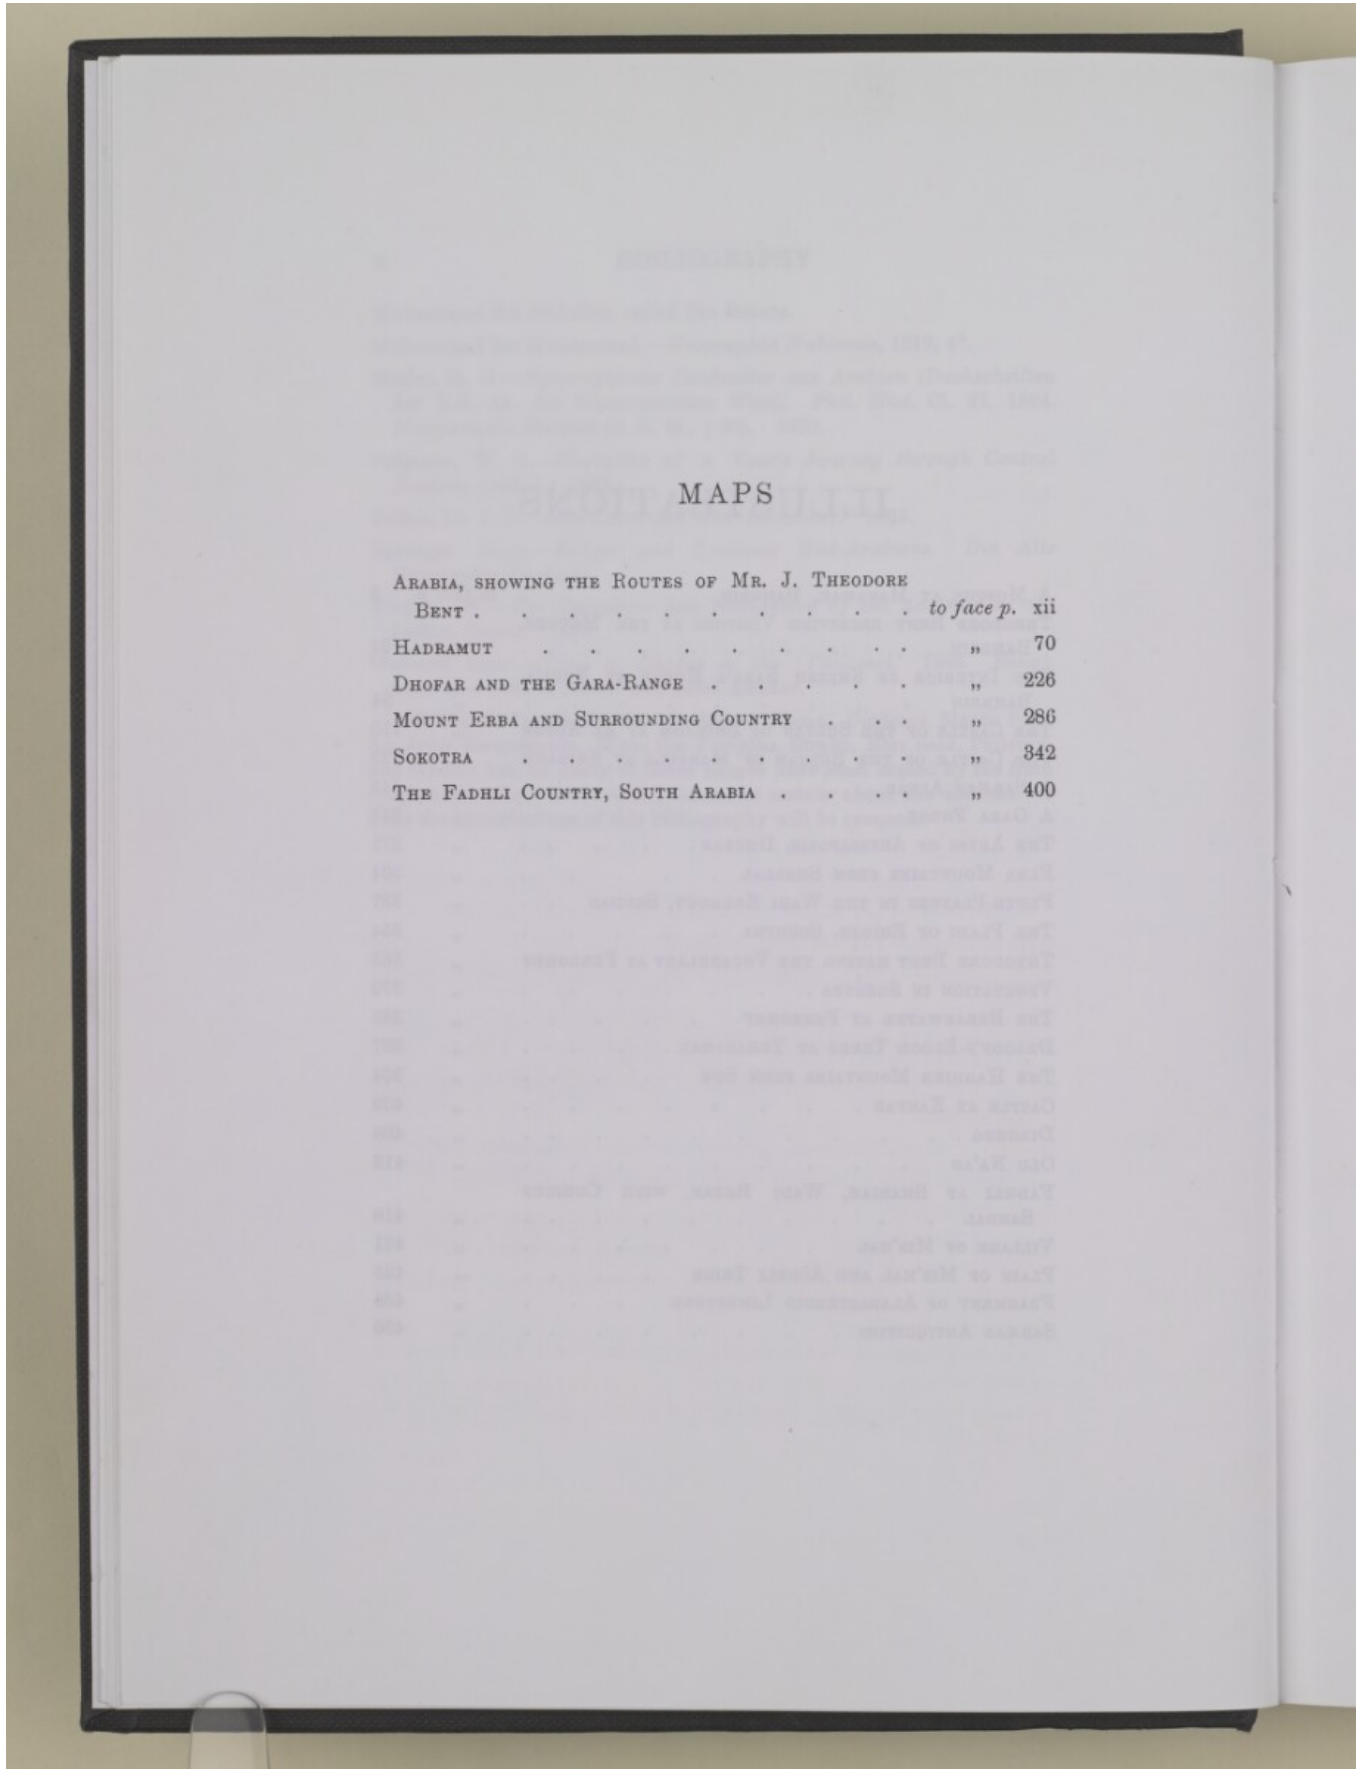 MAPS
ARABIA, SHOWING THE ROUTES OF MR. J. THEODORE
BENT . . . . . . . . . . to face p. xii
HADRAMUT . . . . . . . . „ 70
DHOFAR AND THE GARA-RANGE . . . . . „ 226
MOUNT ERBA AND SURROUNDING COUNTRY . . . „ 286
SOKOTRA . . . . . . . . . „ 342
THE FADHLI COUNTRY, SOUTH ARABIA . . . . „ 400